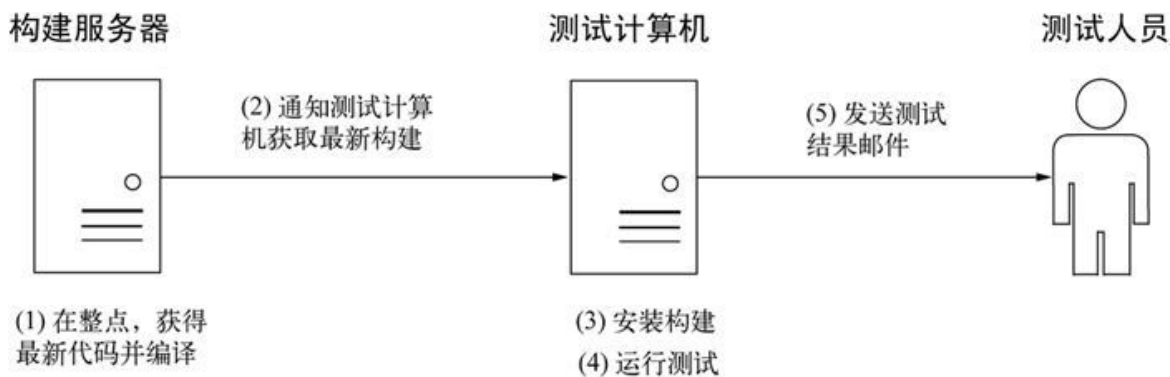 构建服务器
测试计算机
测试人员
(2) 通知测试计算
机获取最新构建
(5) 发送测试
结果邮件
(1) 在整点，获得
最新代码并编译
(3) 安装构建
(4) 运行测试